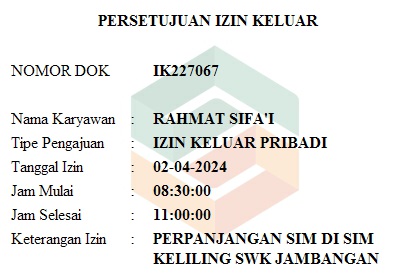 PERSETUJUAN IZIN KELUAR
NOMOR DOK IK227067
Nama Karyawan : RAHMAT SIFA'I
Tipe Pengajuan : IZIN KELUAR PRIBADI
Tanggal Izin : 02-04-2024
Jam Mulai : 08:30:00
Jam Selesai : 11:00:00
Keterangan Izin : PERPANJANGAN SIM DI SIM
KELILING SWK JAMBANGAN